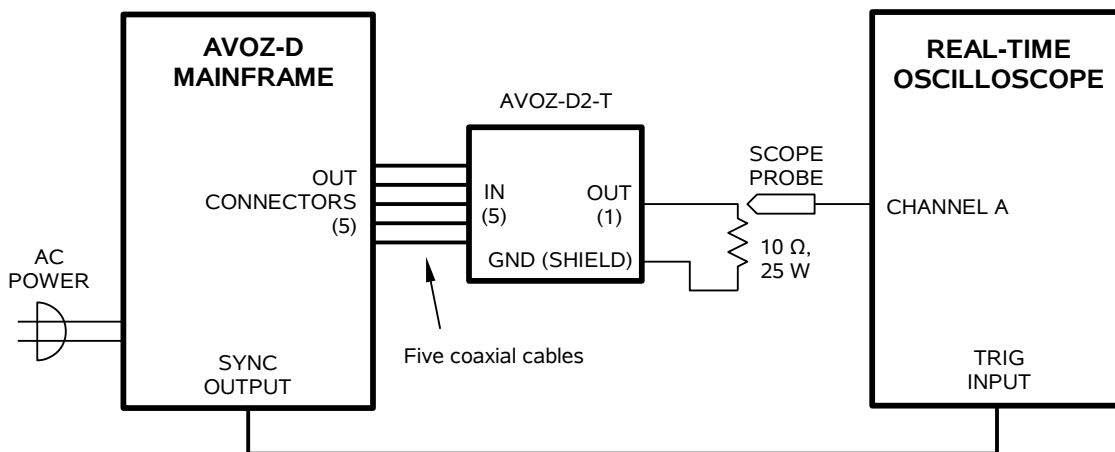 AVOZ-D
MAINFRAME
REAL-TIME
OSCILLOSCOPE
AVOZ-D2-T
SCOPE
PROBE
OUT
CONNECTORS
(5)
IN
(5)
OUT
(1)
CHANNEL A
GND (SHIELD)
10 Ω,
25 W
AC
POWER
Five coaxial cables
SYNC
OUTPUT
TRIG
INPUT